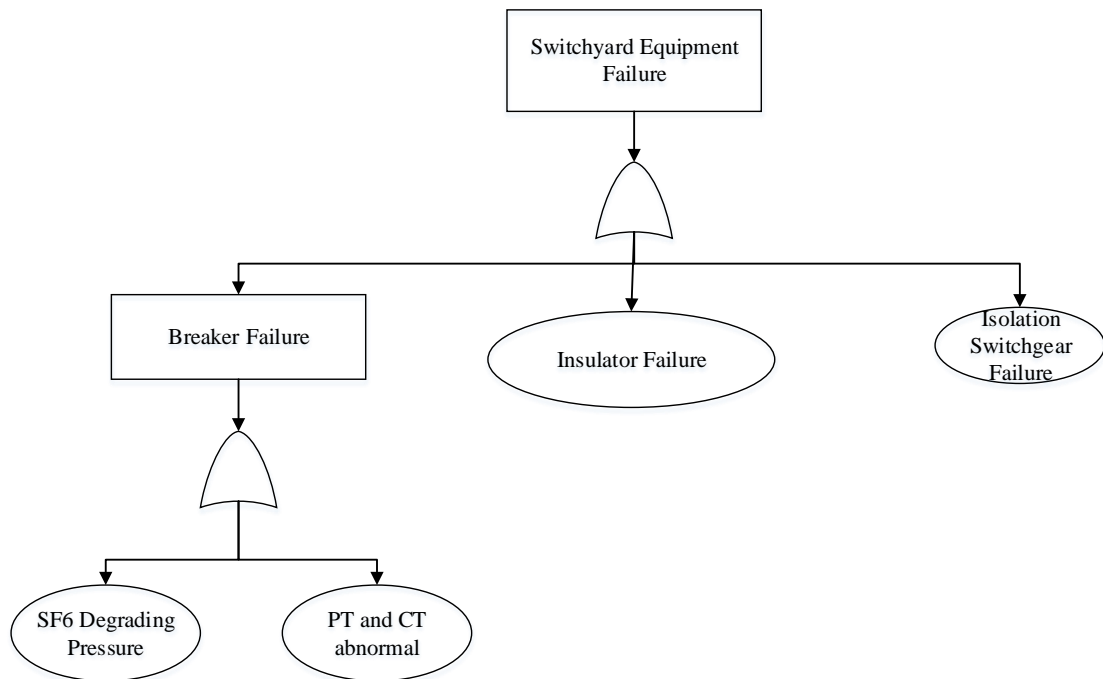 Switchyard Equipment
Failure
Breaker Failure
Insulator Failure
Isolation
Switchgear
Failure
SF6 Degrading
Pressure
PT and CT
abnormal